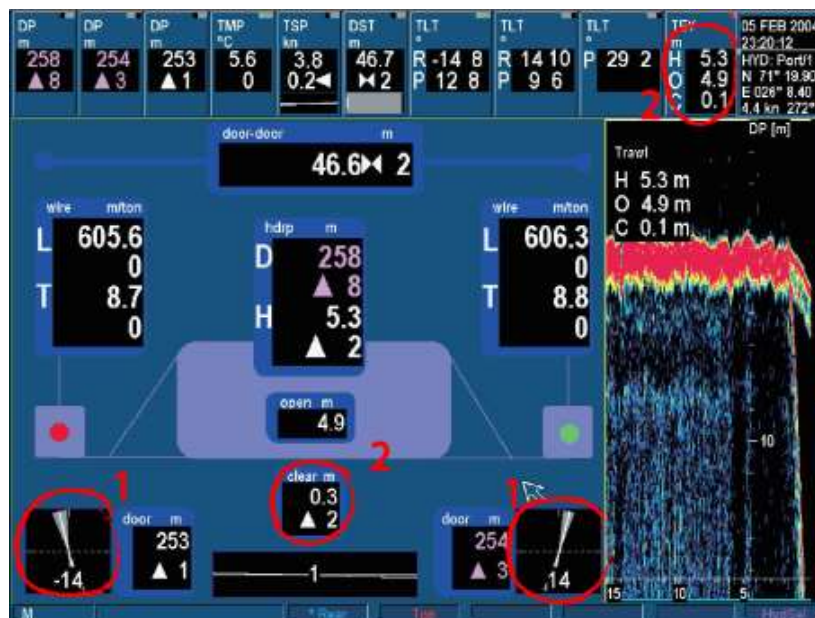 DP DP DP TMP TSP DST TLT TLT TLT 05 FEB 2004
m m m °C kn m ° ° ° m 23:20:12
258 254 253 5.6 3.8 46.7 R -14 8 R 14 10 P 29 2 H 5.3 HYD: Port/f
▲8 ▲3 ▲1 0 0.2◄ 2 P 12 8 P 9 6 O 4.9 N 71° 19.90
2 C 0.1 E 026° 8.40
4.4 kn 272°
door-door m
46.6 2
wire m/ton
L 605.6
0
T 8.7
0
hdrp m
D 258
▲ 8
H 5.3
▲ 2
wire m/ton
L 606.3
0
T 8.8
0
open m
4.9
2
clear m
0.3
▲ 2
1
-14
door m
253
▲ 1
1
door m
254
▲ 3
1
14
DP [m]
Trawl
H 5.3 m
O 4.9 m
C 0.1 m
10
15 10 5